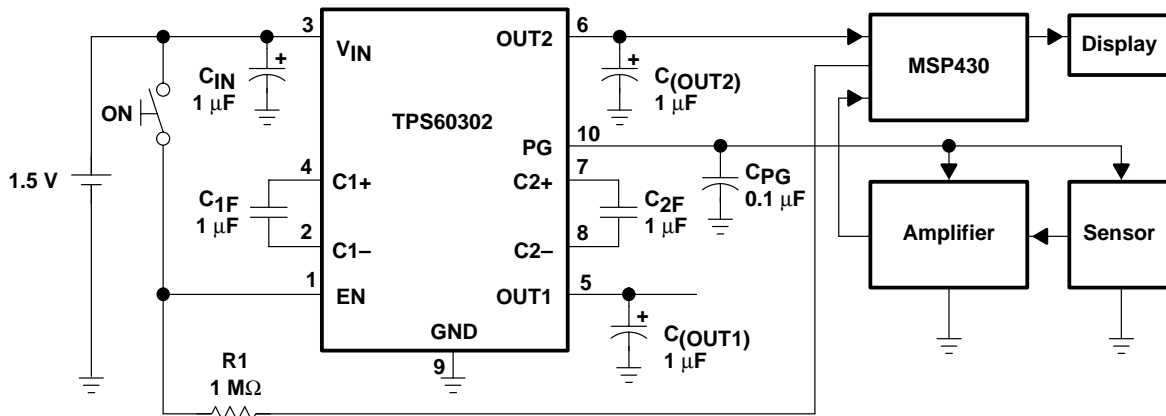 3
6
VIN
OUT2
CIN
1 µF
+
C(OUT2)
1 µF
+
MSP430
Display
ON
TPS60302
10
PG
1.5 V
4
C1+
7
C2+
C1F
1 µF
C2F
1 µF
CPG
0.1 µF
2
C1–
8
C2–
Amplifier
Sensor
1
EN
5
OUT1
+
C(OUT1)
1 µF
GND
9
R1
1 MΩ